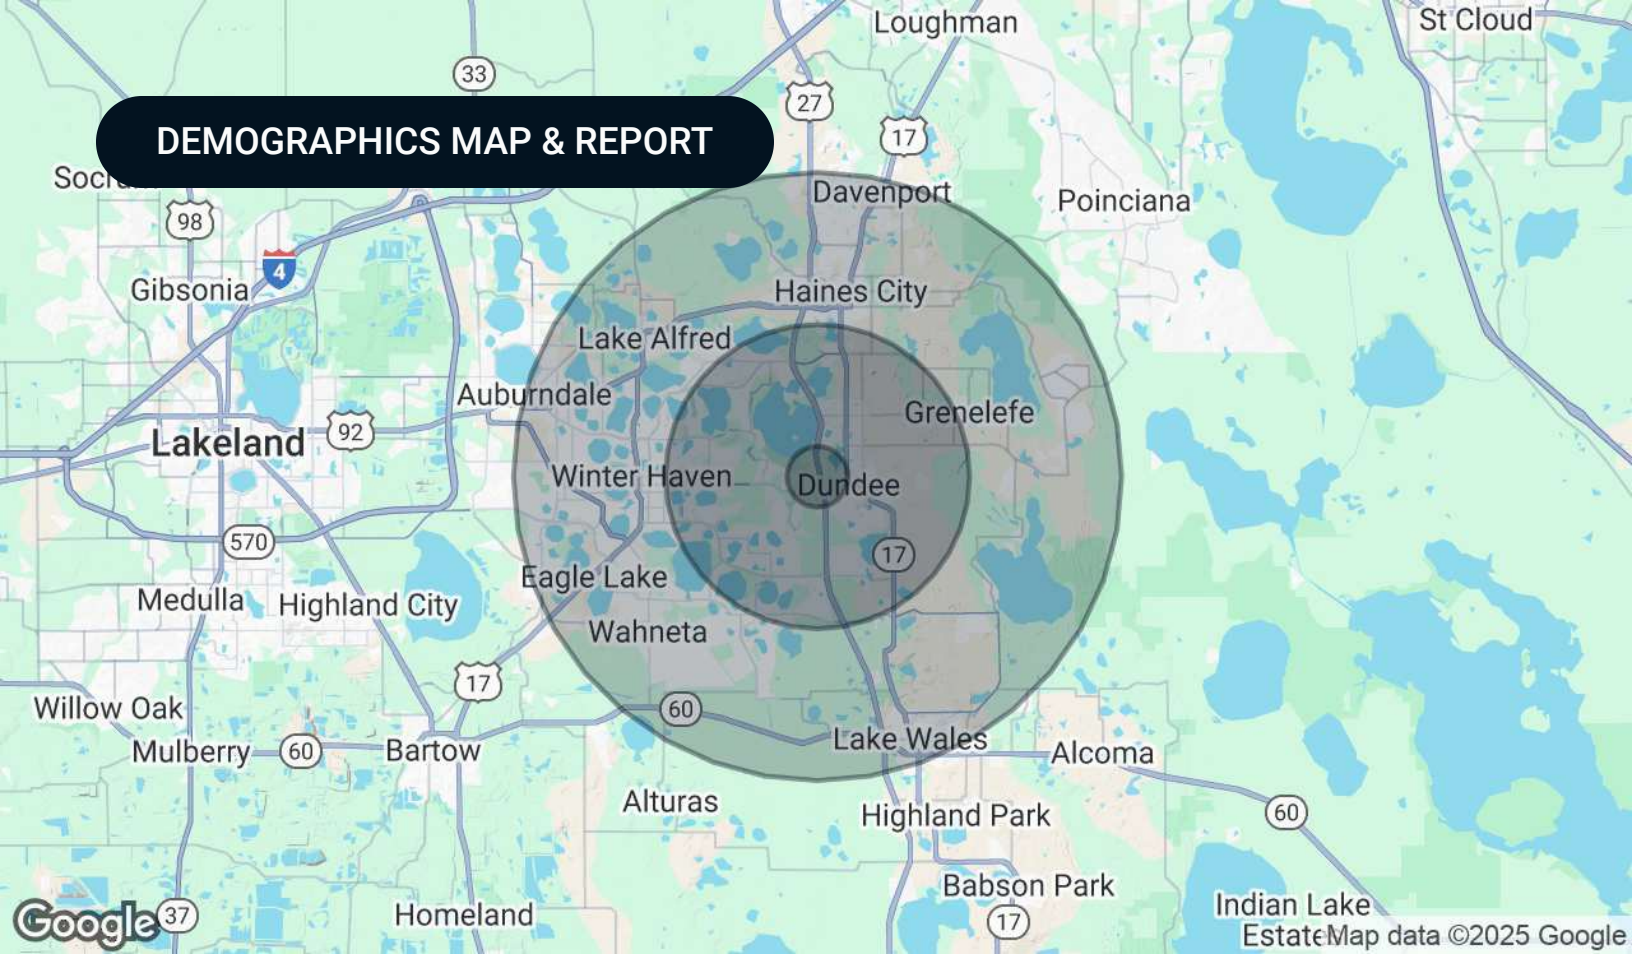 Loughman
St Cloud
33
27
17
DEMOGRAPHICS MAP & REPORT
Davenport
Poinciana
98
4
Gibsonia
Haines City
Lake Alfred
Auburndale
Grenelefe
92
Lakeland
Winter Haven
Dundee
570
17
Eagle Lake
Medulla
Highland City
Wahneta
17
Willow Oak
60
Mulberry
60
Bartow
Lake Wales
Alcoma
Alturas
Highland Park
60
Babson Park
Indian Lake
Google
37
Homeland
17
Map data ©2025 Google